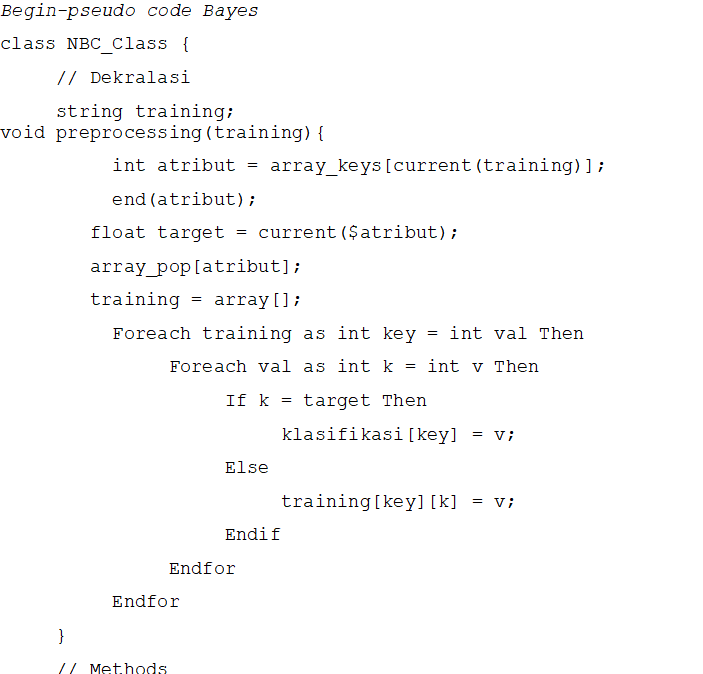 Begin-pseudo code Bayes
class NBC_Class {
// Dekralasi
string training;
void preprocessing(training){
int atribut = array_keys[current(training)];
end(atribut);
float target = current($atribut);
array_pop[atribut];
training = array[];
Foreach training as int key = int val Then
Foreach val as int k = int v Then
If k = target Then
klasifikasi[key] = v;
Else
training[key][k] = v;
Endif
Endfor
Endfor
}
// Methods